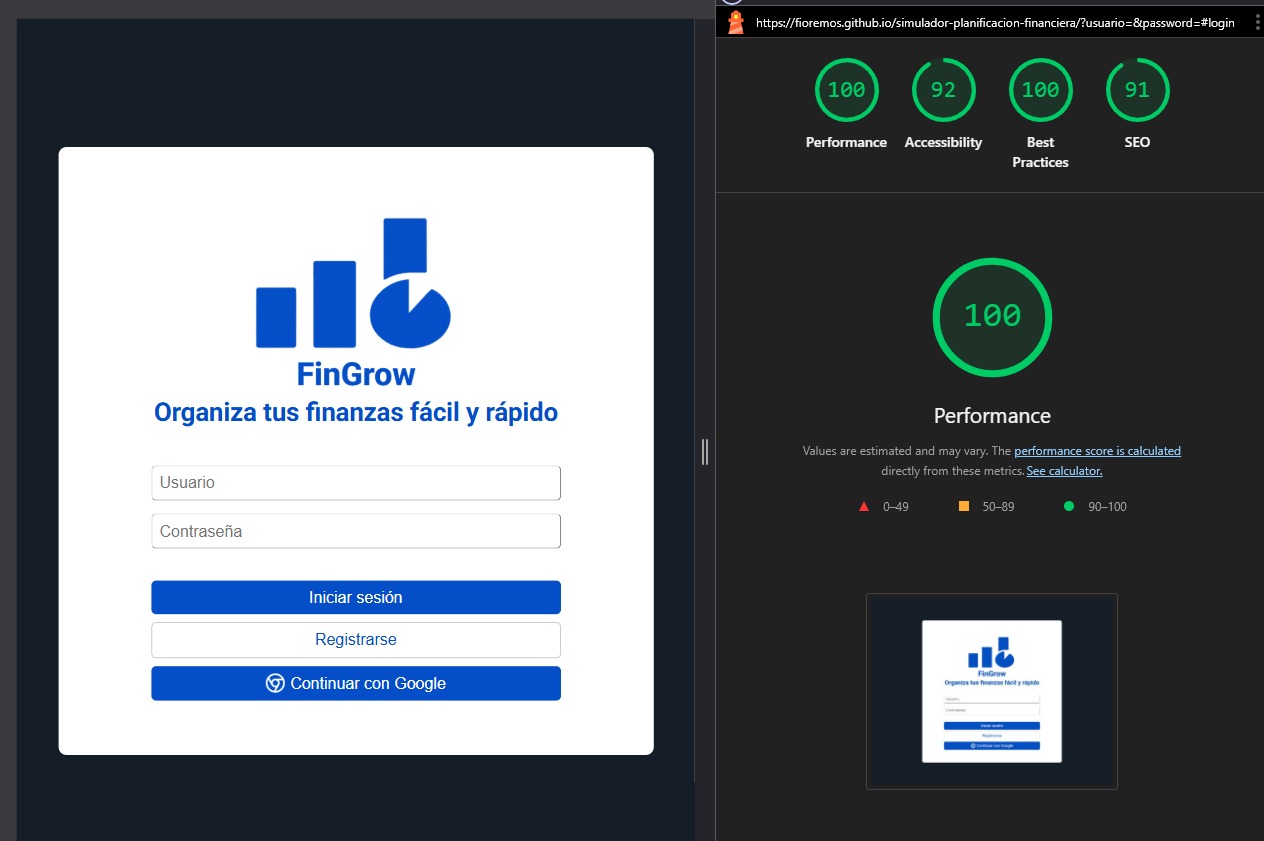 FinGrow
Organiza tus finanzas fácil y rápido
Usuario
Contraseña
Iniciar sesión
Registrarse
Continuar con Google
https://fioremos.github.io/simulador-planificacion-financiera/?usuario=&password=#login
100
92
100
91
Performance
Accessibility
Best
Practices
SEO
100
Performance
Values are estimated and may vary. The performance score is calculated
directly from these metrics. See calculator.
0–49
50–89
90–100
FinGrow
Organiza tus finanzas fácil y rápido
Usuario
Contraseña
Iniciar sesión
Registrarse
Continuar con Google